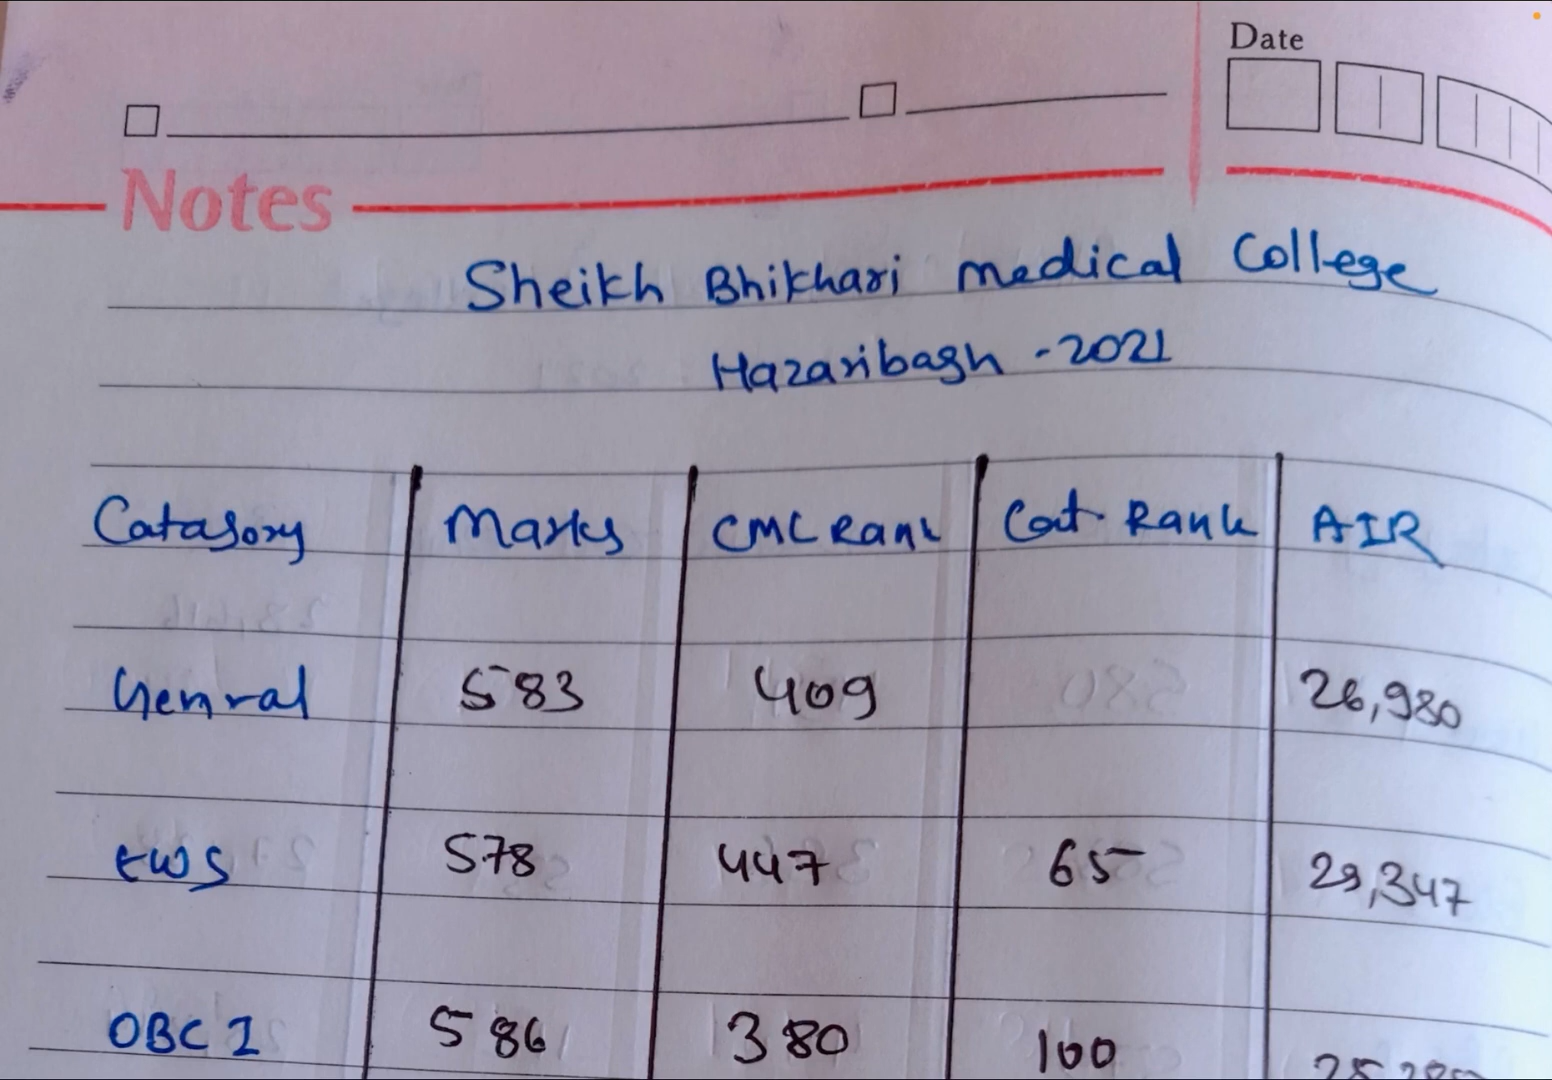 Date
Notes
Sheikh Bhikhari medical College
Hazaribagh - 2021
Catagory Marks CML Rank Cat. Rank AIR
Genral 583 409 26,980
EWS 578 447 65 29,347
OBC I 586 380 100